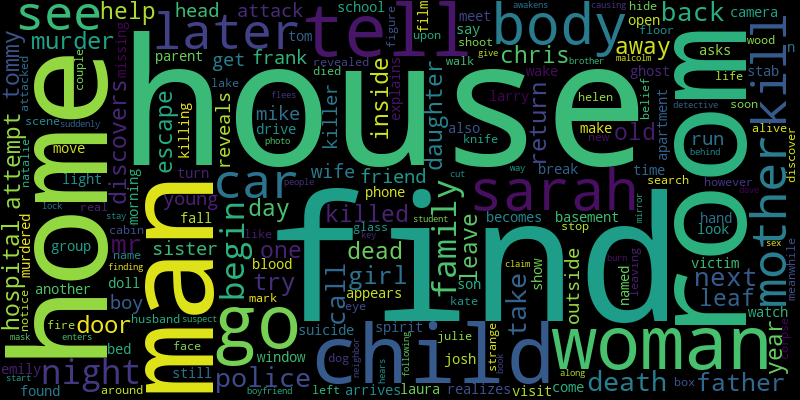 house
find
home
man
room
child
woman
tell
sarah
body
go
kill
mother
car
see
later
night
begin
family
girl
police
death
father
next
leaf
back
away
chris
help
head
attack
school
film
meet
open
hide
camera
murder
parent
get
frank
tom
figure
say
upon
floor
tommy
missing
couple
attacked
discovers
scene
suddenly
attempt
hospital
natalie
murdered
notice
escape
killing
reveals
mike
drive
lake
flees
photo
died
revealed
killer
inside
explains
daughter
walk
shoot
wake
larry
also
knife
awakens
give
brother
causing
malcolm
ghost
helen
make
new
asks
life
wood
stab
soon
belief
apartment
detective
behind
old
run
return
alive
discover
move
light
real
stay
lock
cabin
name
finding
group
another
doll
boy
husband
suspect
door
fire
mask
enters
bed
emily
start
found
around
morning
turn
young
fall
sister
mr
face
still
day
one
try
blood
mark
window
like
suicide
left
arrives
wife
friend
phone
killed
glass
dead
appears
eye
spirit
dog
neighbor
hears
following
laura
call
people
student
key
claim
break
becomes
basement
leave
son
kate
julie
josh
realizes
strange
book
visit
take
show
named
outside
stop
come
along
time
search
however
hand
look
victim
mirror
burn
leaving
dave
box
year
corpse
watch
sex
meanwhile
boyfriend
cut
way
n